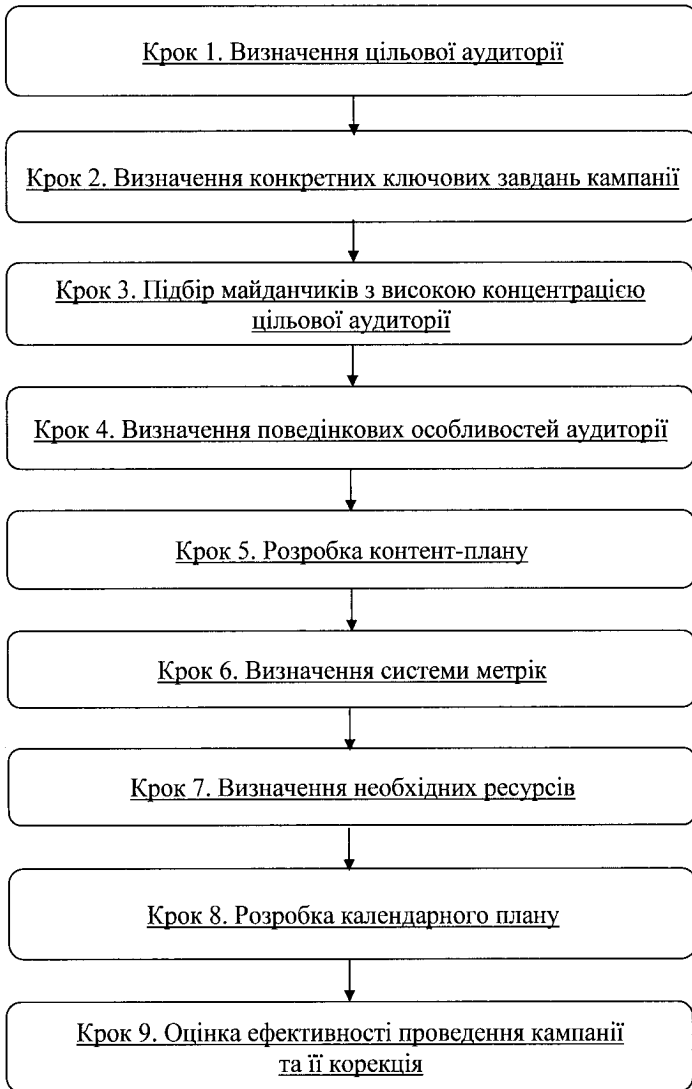 Крок 1. Визначення цільової аудиторії
Крок 2. Визначення конкретних ключових завдань кампанії
Крок 3. Підбір майданчиків з високою концентрацією
цільової аудиторії
Крок 4. Визначення поведінкових особливостей аудиторії
Крок 5. Розробка контент-плану
Крок 6. Визначення системи метрік
Крок 7. Визначення необхідних ресурсів
Крок 8. Розробка календарного плану
Крок 9. Оцінка ефективності проведення кампанії
та її корекція